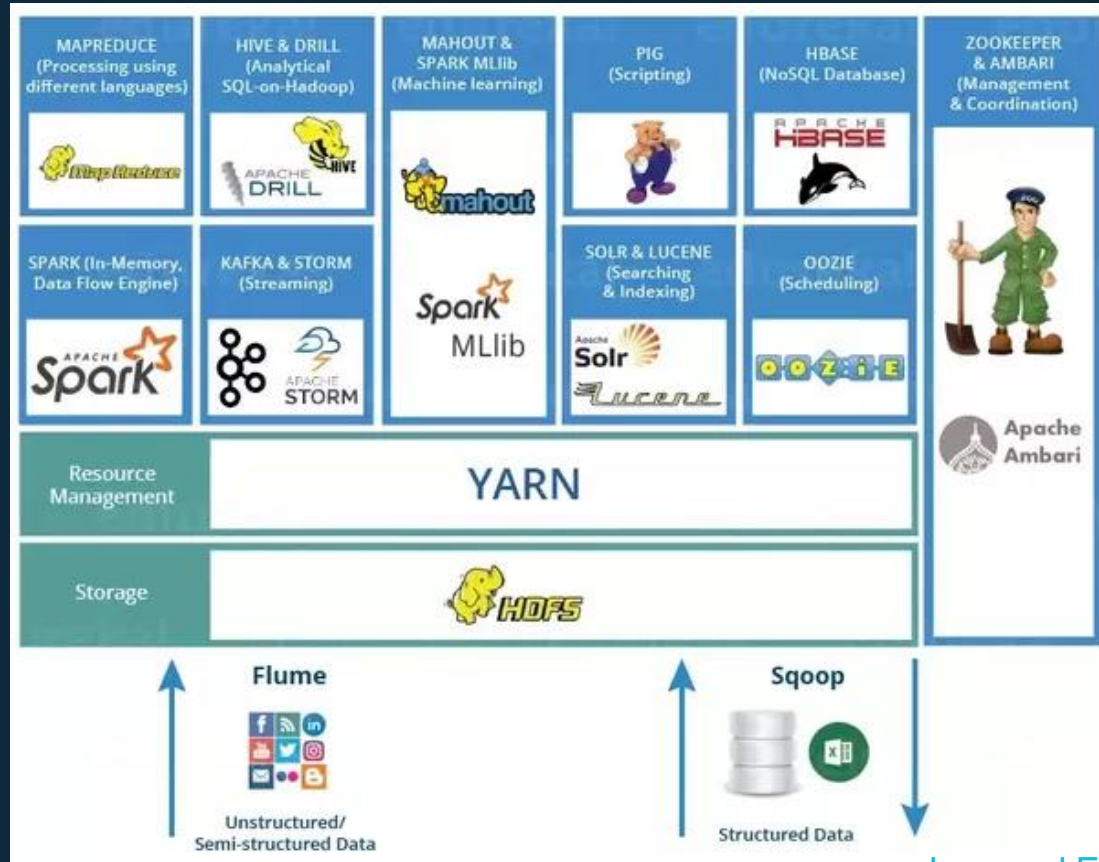 MAPREDUCE
(Processing using
different languages)
Map Reduce
HIVE & DRILL
(Analytical
SQL-on-Hadoop)
HIVE
APACHE
DRILL
MAHOUT &
SPARK MLlib
(Machine learning)
mahout
Spark
MLlib
PIG
(Scripting)
HBASE
(NoSQL Database)
APACHE
HBASE
ZOOKEEPER
& AMBARI
(Management
& Coordination)
ZOO
Apache
Ambari
SPARK (In-Memory,
Data Flow Engine)
APACHE
Spark
KAFKA & STORM
(Streaming)
APACHE
STORM
SOLR & LUCENE
(Searching
& Indexing)
Apache
Solr
Lucene
OOZIE
(Scheduling)
OOZiE
Resource
Management
YARN
Storage
HDFS
Flume
f in
Unstructured/
Semi-structured Data
Sqoop
X
Structured Data